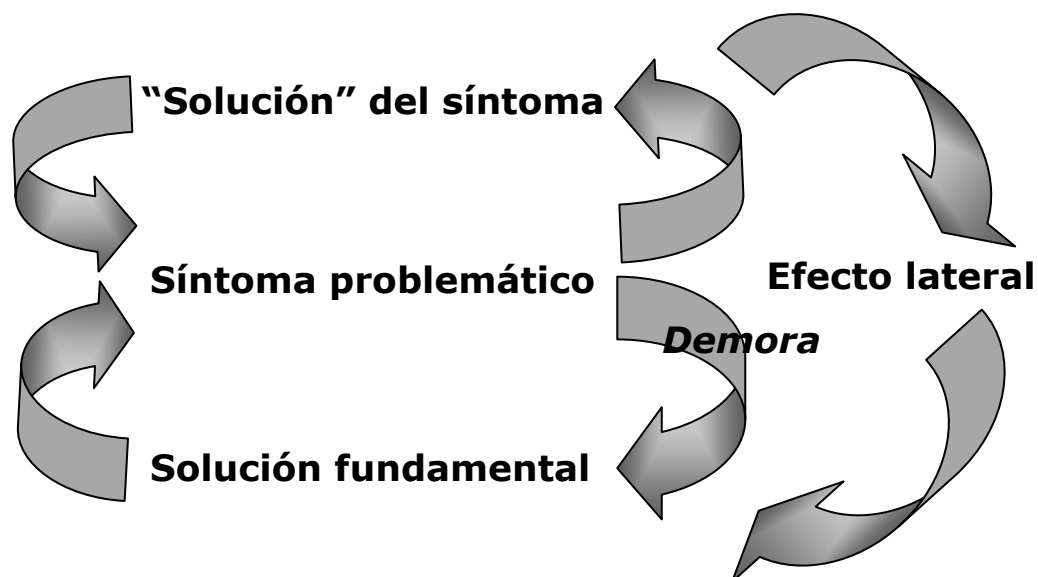 “Solución” del síntoma
Síntoma problemático
Efecto lateral
Demora
Solución fundamental